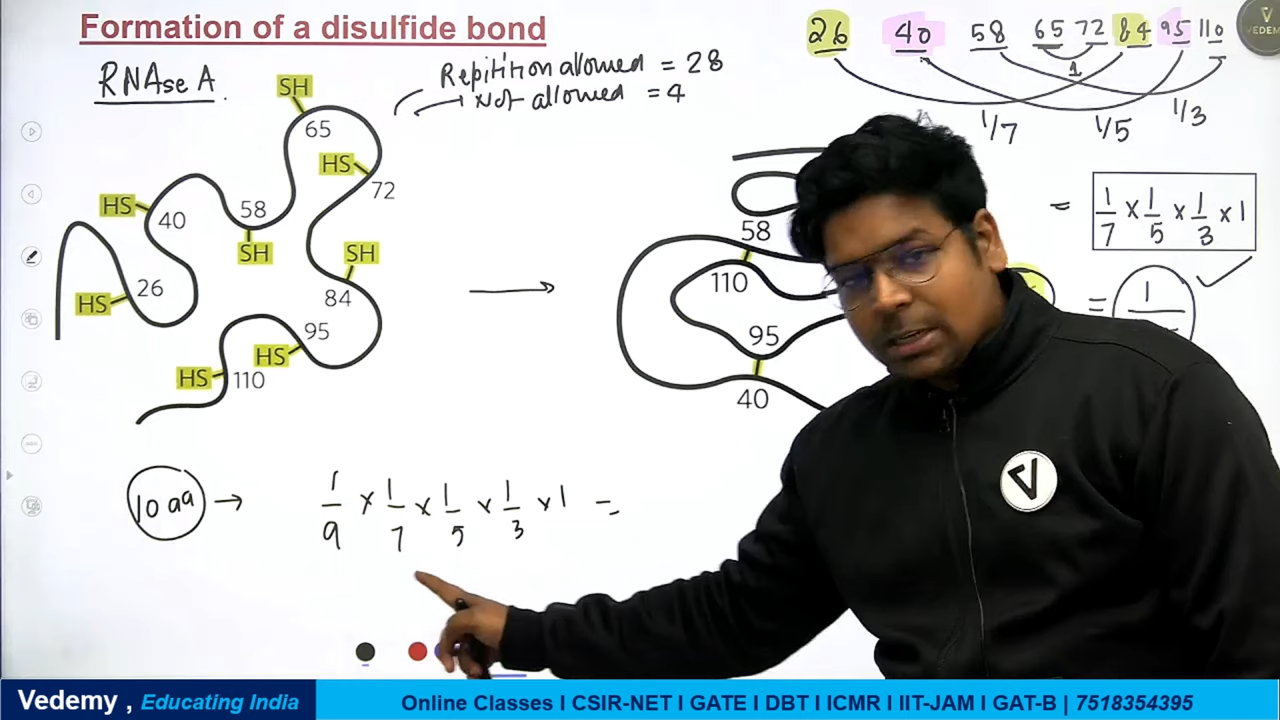 Formation of a disulfide bond
26 40 58 65 72 84 95 110
VEDEM
RNAse A
Repitition allowed = 28
Not allowed = 4
1
1/7 1/5 1/3
SH
65
HS
72
HS
40
58
SH
SH
84
HS
26
95
HS
HS
110
58
110
95
40
= 1/7 × 1/5 × 1/3 × 1
= 1
10 aa → 1/9 × 1/7 × 1/5 × 1/3 × 1 =
Vedemy , Educating India
Online Classes I CSIR-NET I GATE I DBT I ICMR I IIT-JAM I GAT-B | 7518354395